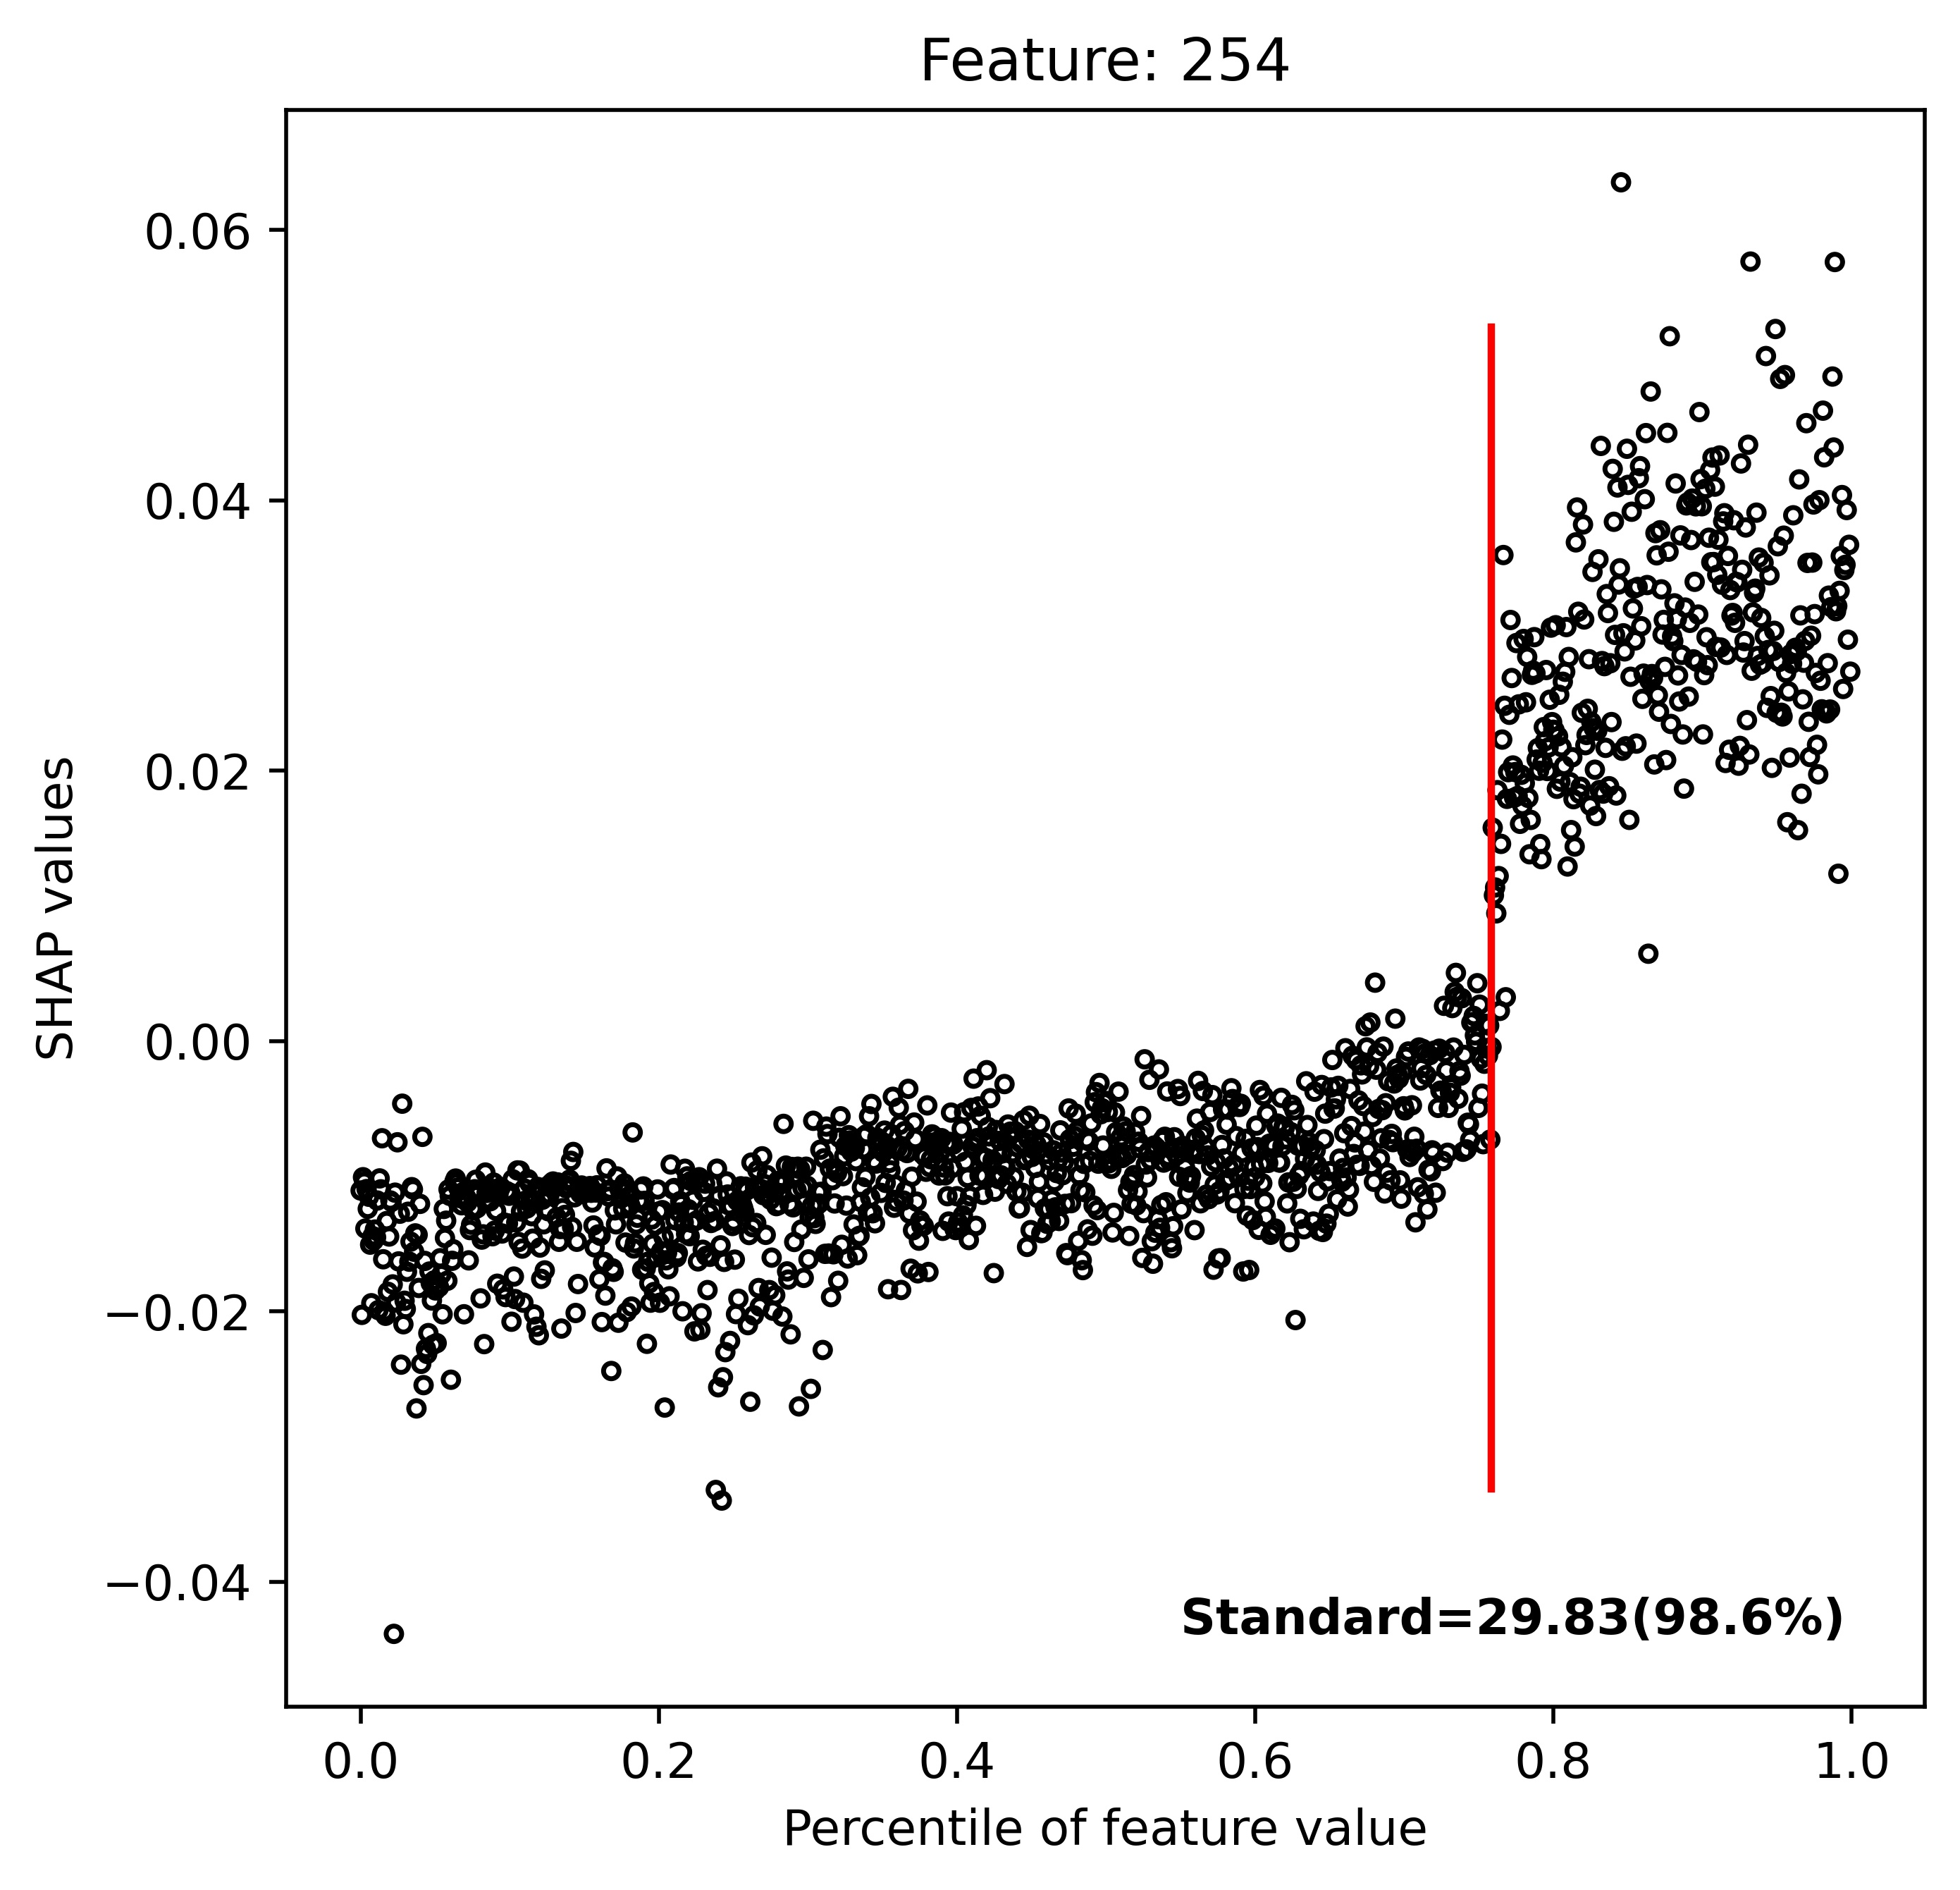 Feature: 254
0.06
0.04
0.02
0.00
−0.02
−0.04
SHAP values
Standard=29.83(98.6%)
0.0 0.2 0.4 0.6 0.8 1.0
Percentile of feature value